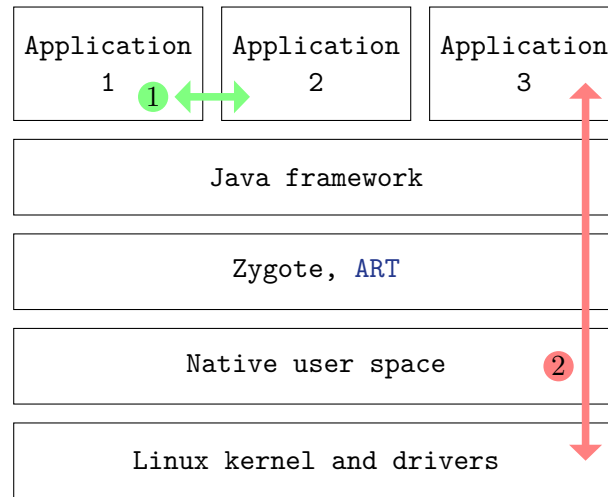 Application
1
1
Application
2
Application
3
Java framework
Zygote, ART
Native user space
2
Linux kernel and drivers